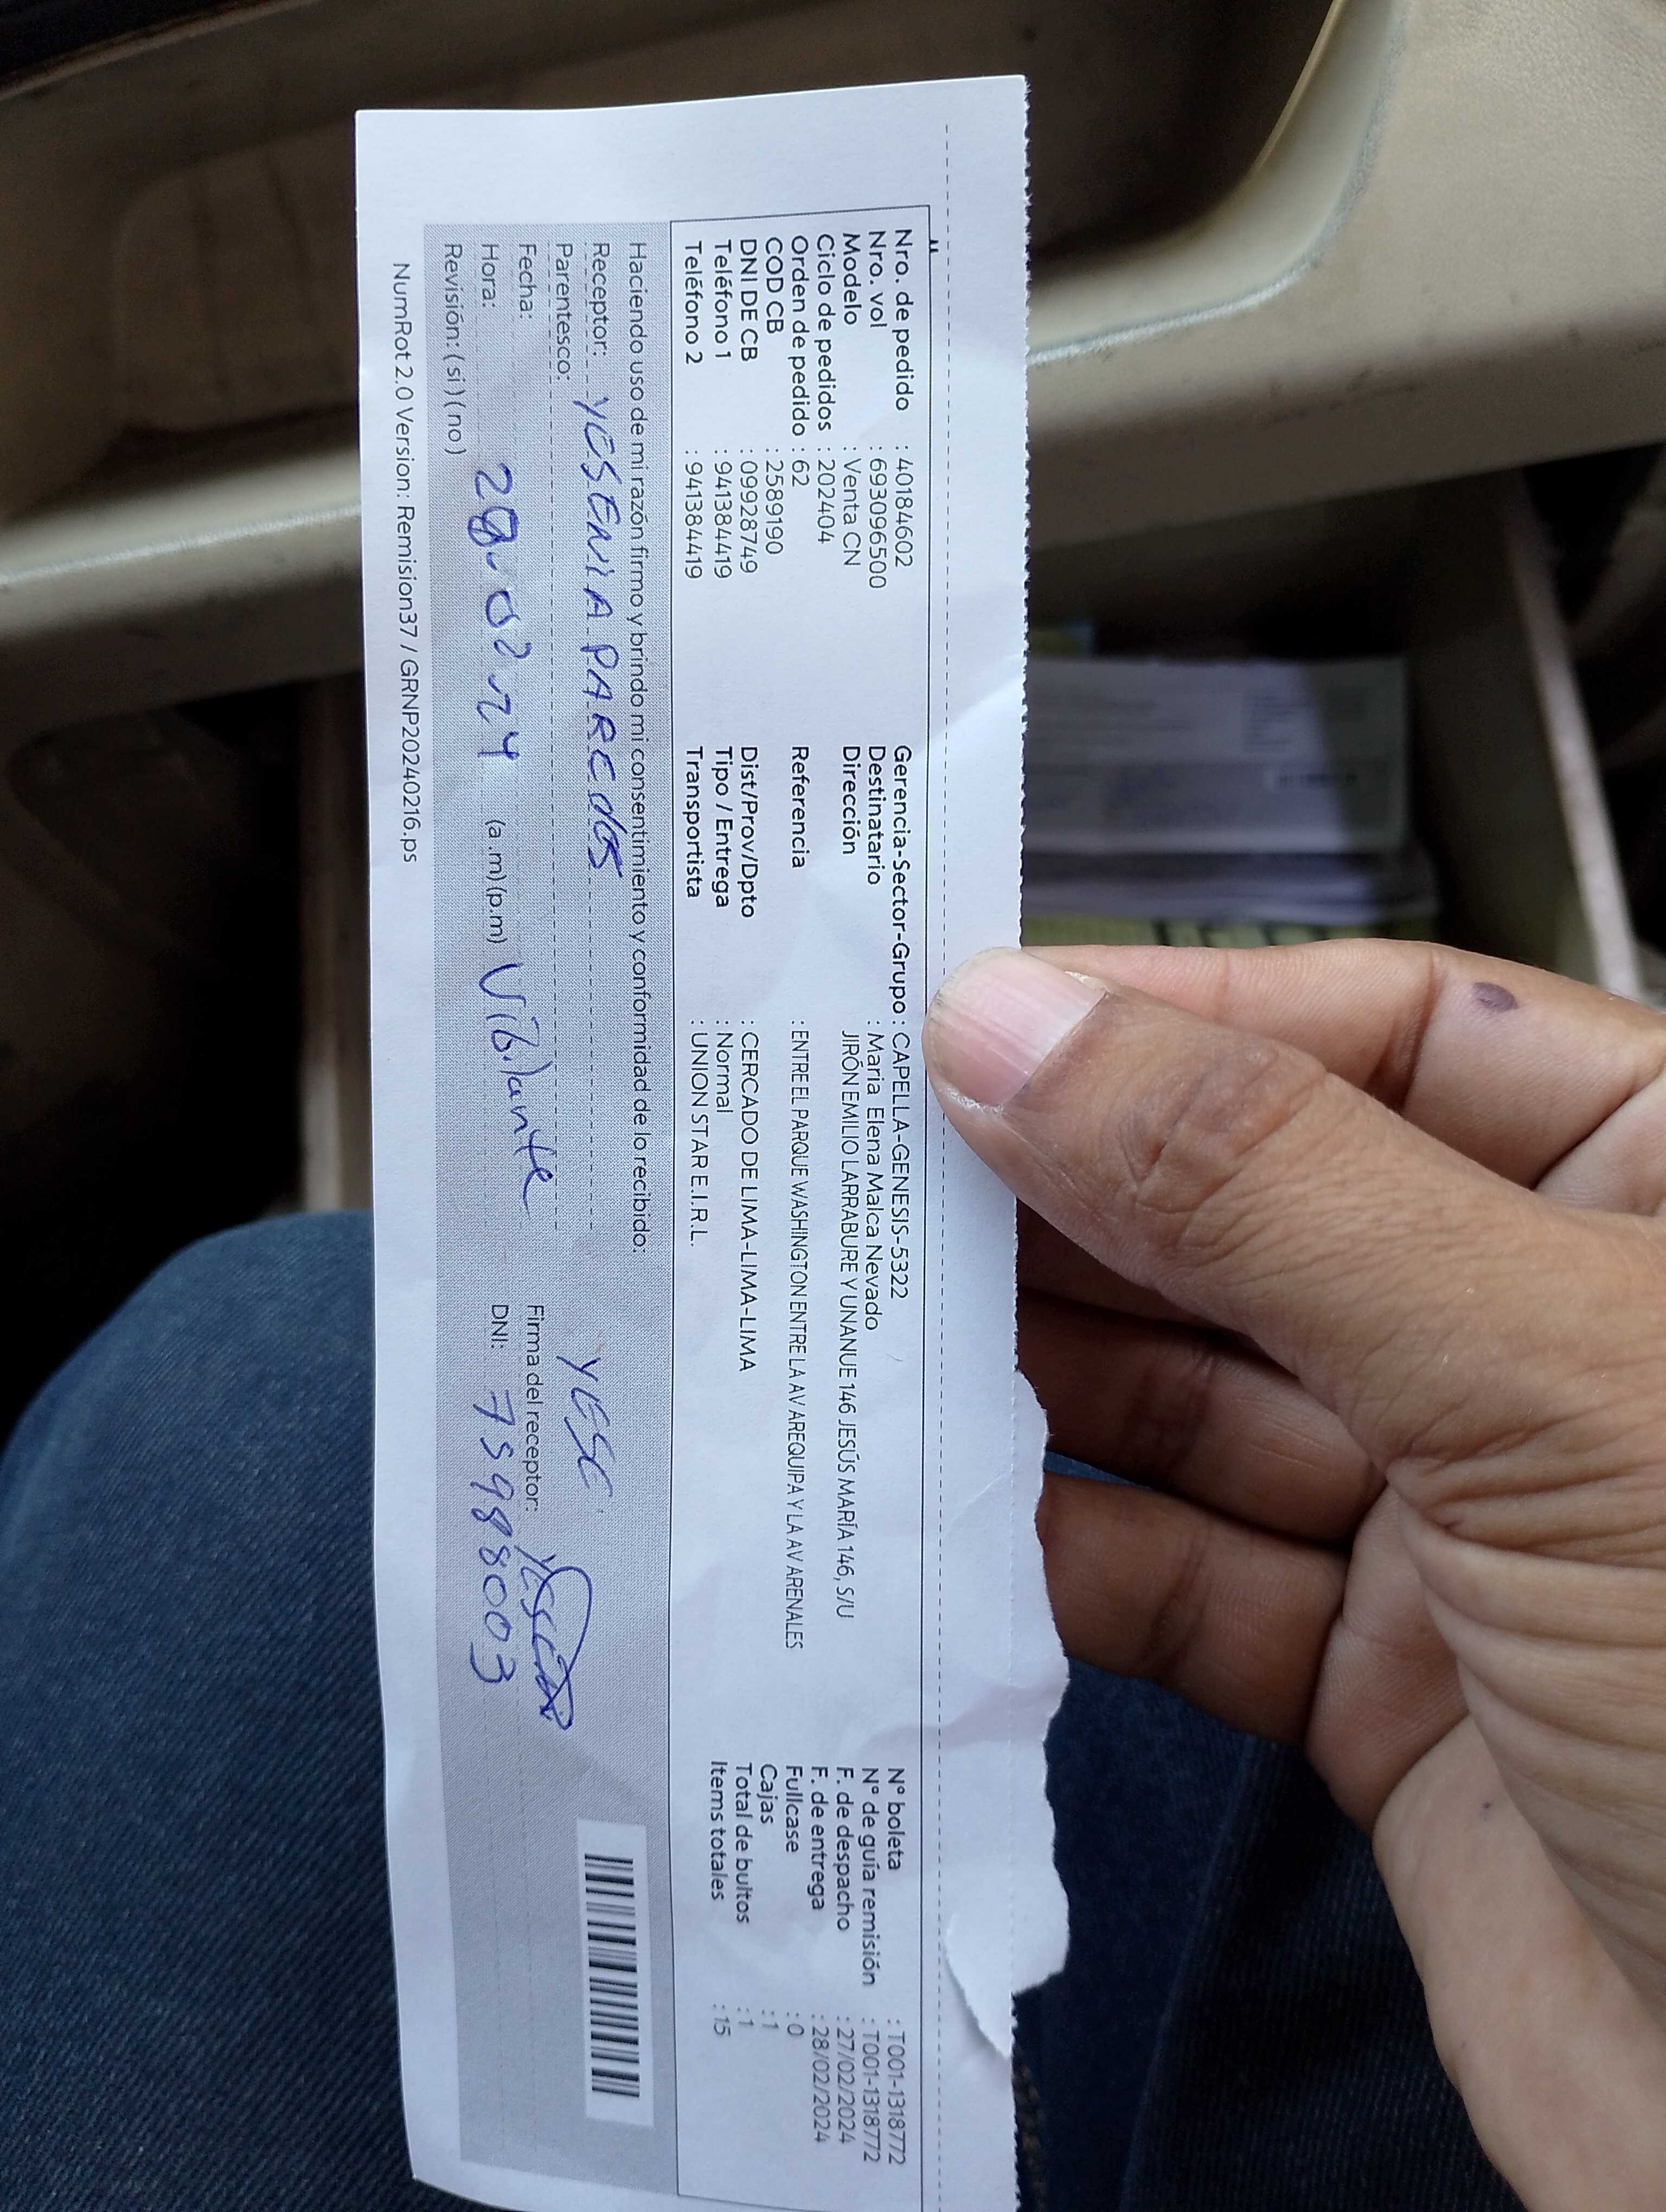 Nro. de pedido : 40184602
Nro. vol : 693096500
Modelo : Venta CN
Ciclo de pedidos : 202404
Orden de pedido : 62
COD CB : 2589190
DNI DE CB : 09928749
Teléfono 1 : 941384419
Teléfono 2 : 941384419
Gerencia-Sector-Grupo : CAPELLA-GENESIS-5322
Destinatario : Maria Elena Malca Nevado
Dirección JIRÓN EMILIO LARRABURE Y UNANUE 146 JESÚS MARÍA 146, S/U
Referencia : ENTRE EL PARQUE WASHINGTON ENTRE LA AV AREQUIPA Y LA AV ARENALES
Dist/Prov/Dpto : CERCADO DE LIMA-LIMA-LIMA
Tipo / Entrega : Normal
Transportista : UNION STAR E.I.R.L.
N° boleta : T001-1318772
N° de guía remisión : T001-1318772
F. de despacho : 27/02/2024
F. de entrega : 28/02/2024
Fullcase : 0
Cajas : 1
Total de bultos : 1
Items totales : 15
Haciendo uso de mi razón firmo y brindo mi consentimiento y conformidad de lo recibido:
Receptor: YESENIA PAREDES
Parentesco:
Fecha:
Hora: 28-02-24 (a.m)(p.m) Vigilante
Revisión: (si) (no)
Firma del receptor:
DNI: 75988003
NumRot 2.0 Version: Remision37 / GRNP20240216.ps